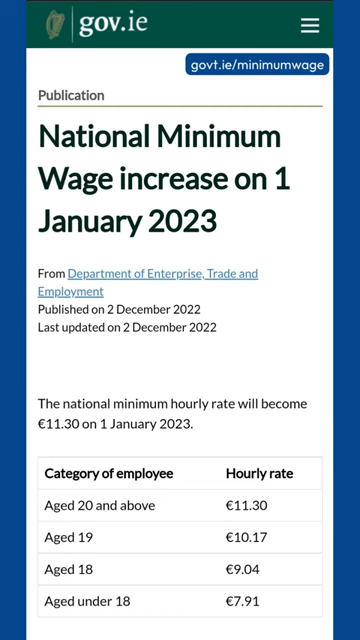 gov.ie
govt.ie/minimumwage
Publication
National Minimum
Wage increase on 1
January 2023
From Department of Enterprise, Trade and
Employment
Published on 2 December 2022
Last updated on 2 December 2022
The national minimum hourly rate will become
€11.30 on 1 January 2023.
Category of employee Hourly rate
Aged 20 and above €11.30
Aged 19 €10.17
Aged 18 €9.04
Aged under 18 €7.91